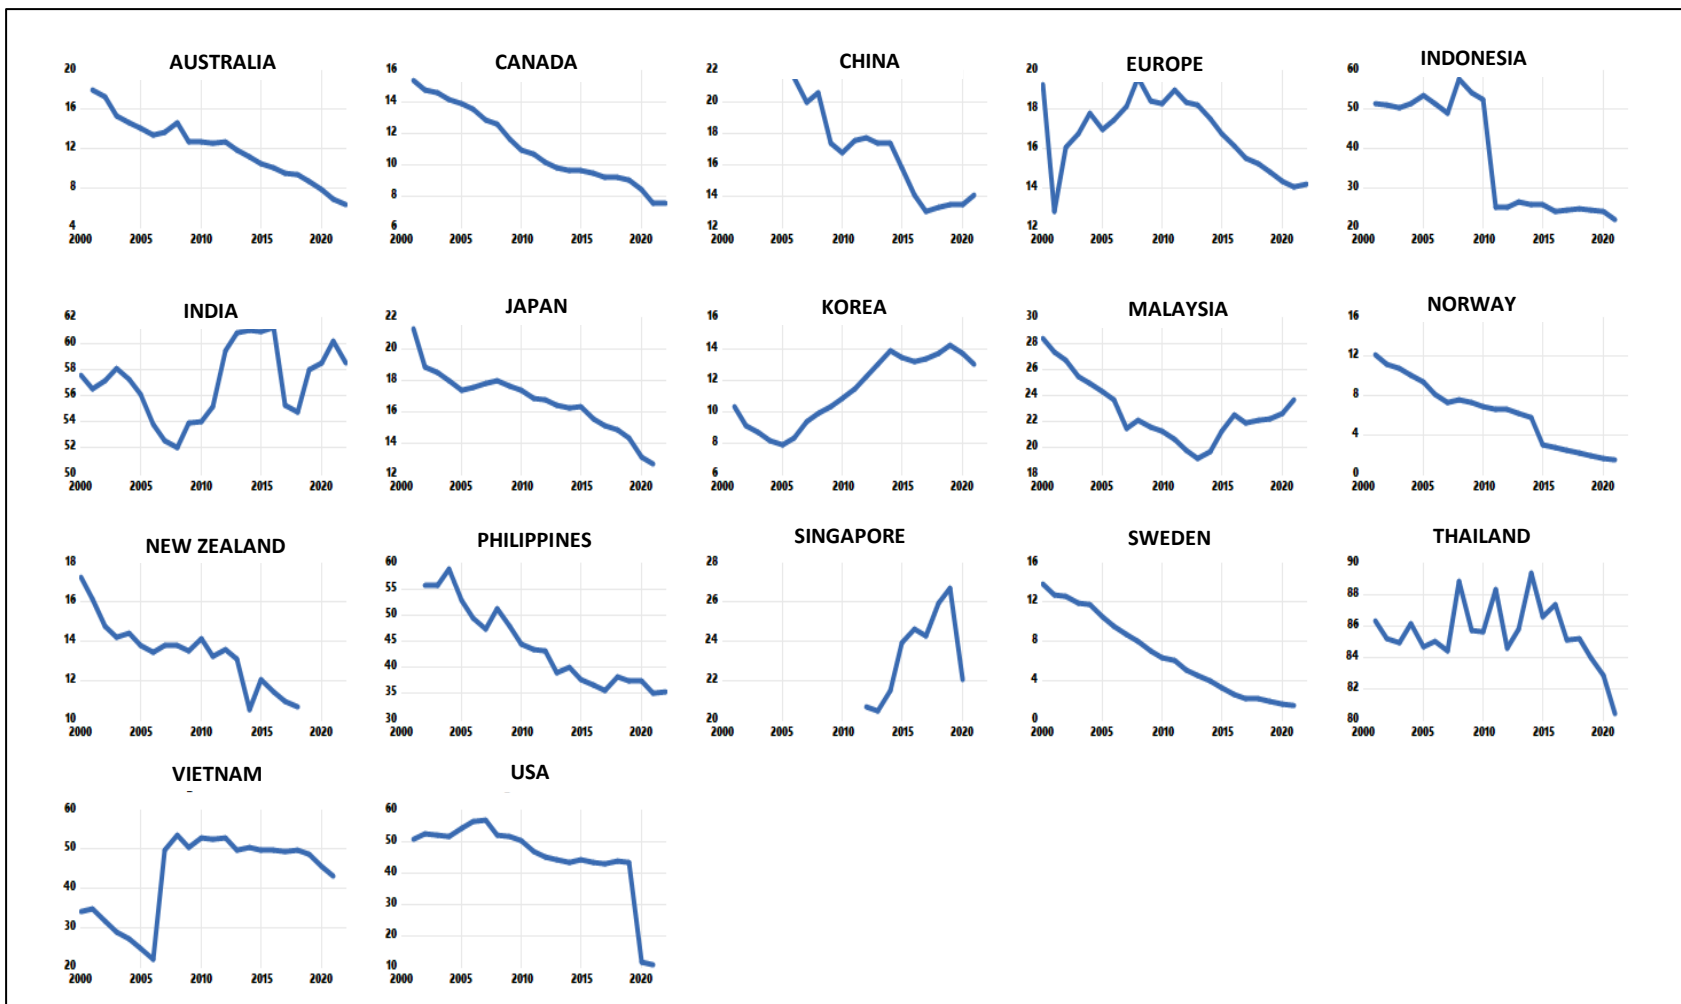 AUSTRALIA
20
16
12
8
4
2000 2005 2010 2015 2020
CANADA
16
14
12
10
8
6
2000 2005 2010 2015 2020
CHINA
22
20
18
16
14
12
2000 2005 2010 2015 2020
EUROPE
20
18
16
14
12
2000 2005 2010 2015 2020
INDONESIA
60
50
40
30
20
2000 2005 2010 2015 2020
INDIA
62
60
58
56
54
52
50
2000 2005 2010 2015 2020
JAPAN
22
20
18
16
14
12
2000 2005 2010 2015 2020
KOREA
16
14
12
10
8
6
2000 2005 2010 2015 2020
MALAYSIA
30
28
26
24
22
20
18
2000 2005 2010 2015 2020
NORWAY
16
12
8
4
0
2000 2005 2010 2015 2020
NEW ZEALAND
18
16
14
12
10
2000 2005 2010 2015 2020
PHILIPPINES
60
55
50
45
40
35
30
2000 2005 2010 2015 2020
SINGAPORE
28
26
24
22
20
2000 2005 2010 2015 2020
SWEDEN
16
12
8
4
0
2000 2005 2010 2015 2020
THAILAND
90
88
86
84
82
80
2000 2005 2010 2015 2020
VIETNAM
60
50
40
30
20
2000 2005 2010 2015 2020
USA
60
50
40
30
20
10
2000 2005 2010 2015 2020